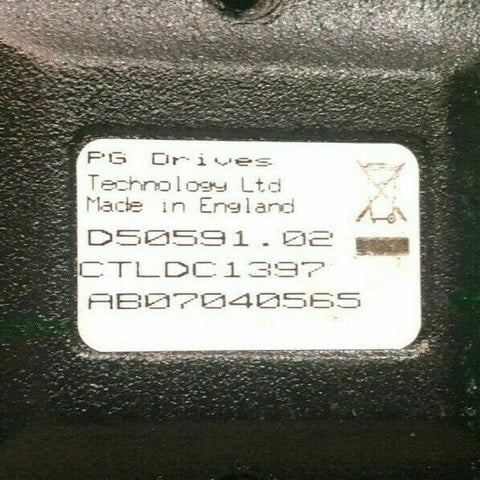 PG Drives
Technology Ltd
Made in England
D50591.02
CTLDC1397
AB07040565